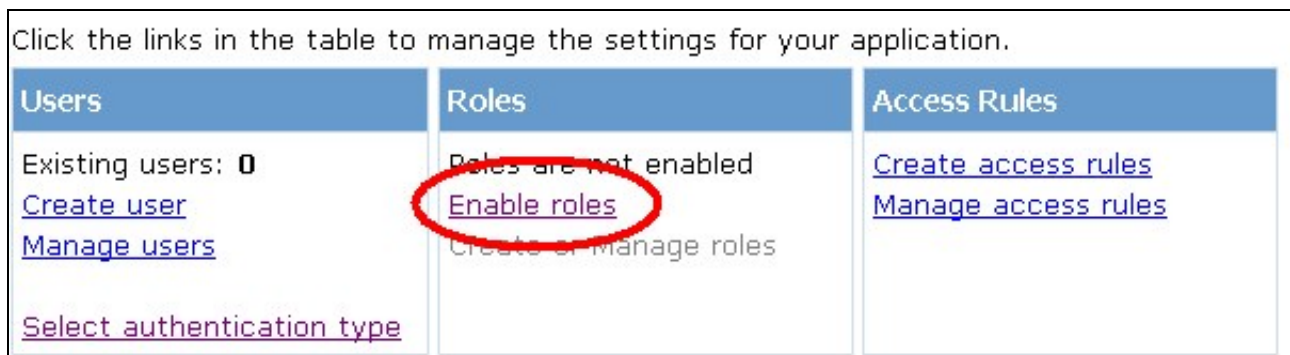 Click the links in the table to manage the settings for your application.
Users
Existing users: 0
Create user
Manage users
Select authentication type
Roles
Roles are not enabled
Enable roles
Create or Manage roles
Access Rules
Create access rules
Manage access rules